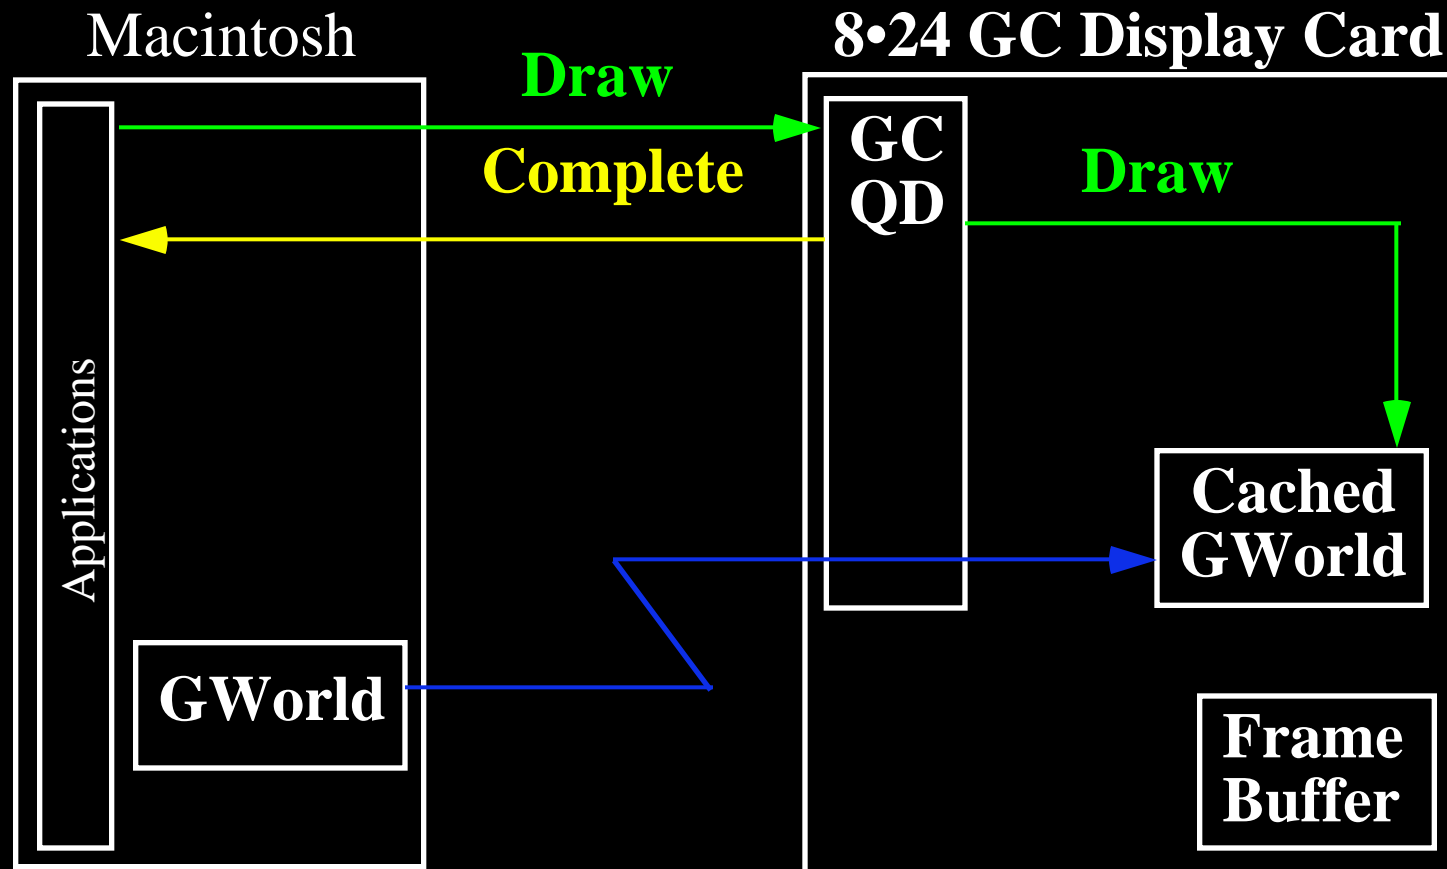 Macintosh
8•24 GC Display Card
Draw
Complete
GC
QD
Draw
Applications
Cached
GWorld
GWorld
Frame
Buffer